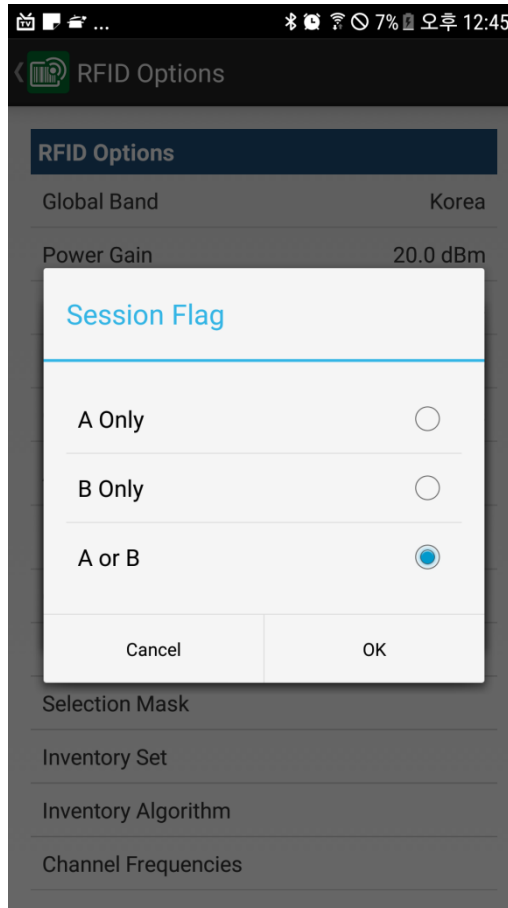 ... 7% 오후 12:45
RFID Options
RFID Options
Global Band Korea
Power Gain 20.0 dBm
Session Flag
A Only
B Only
A or B
Cancel OK
Selection Mask
Inventory Set
Inventory Algorithm
Channel Frequencies